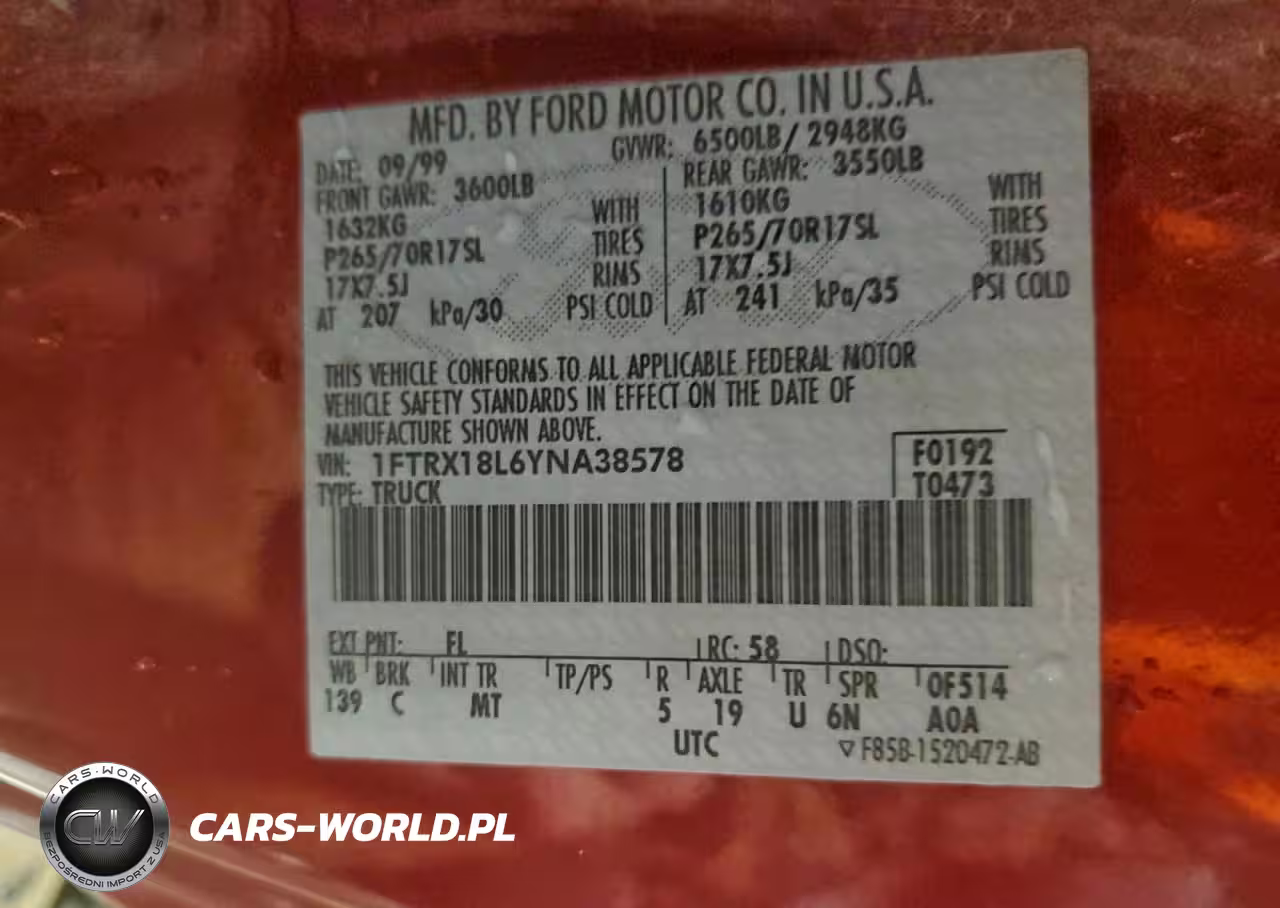 MFD. BY FORD MOTOR CO. IN U.S.A.
DATE: 09/99 GVWR: 6500LB / 2948KG
FRONT GAWR: 3600LB REAR GAWR: 3550LB
1632KG WITH 1610KG WITH
P265/70R17SL TIRES P265/70R17SL TIRES
17X7.5J RIMS 17X7.5J RIMS
AT 207 kPa/30 PSI COLD AT 241 kPa/35 PSI COLD
THIS VEHICLE CONFORMS TO ALL APPLICABLE FEDERAL MOTOR
VEHICLE SAFETY STANDARDS IN EFFECT ON THE DATE OF
MANUFACTURE SHOWN ABOVE.
VIN: 1FTRX18L6YNA38578 F0192
TYPE: TRUCK T0473
EXT PNT: FL RC: 58 DSO:
WB BRK INT TR TP/PS R AXLE TR SPR 0F514
139 C MT 5 19 U 6N A0A
UTC ▽ F85B-1520472-AB
CARS-WORLD
CW
BEZPOŚREDNI IMPORT Z USA
CARS-WORLD.PL